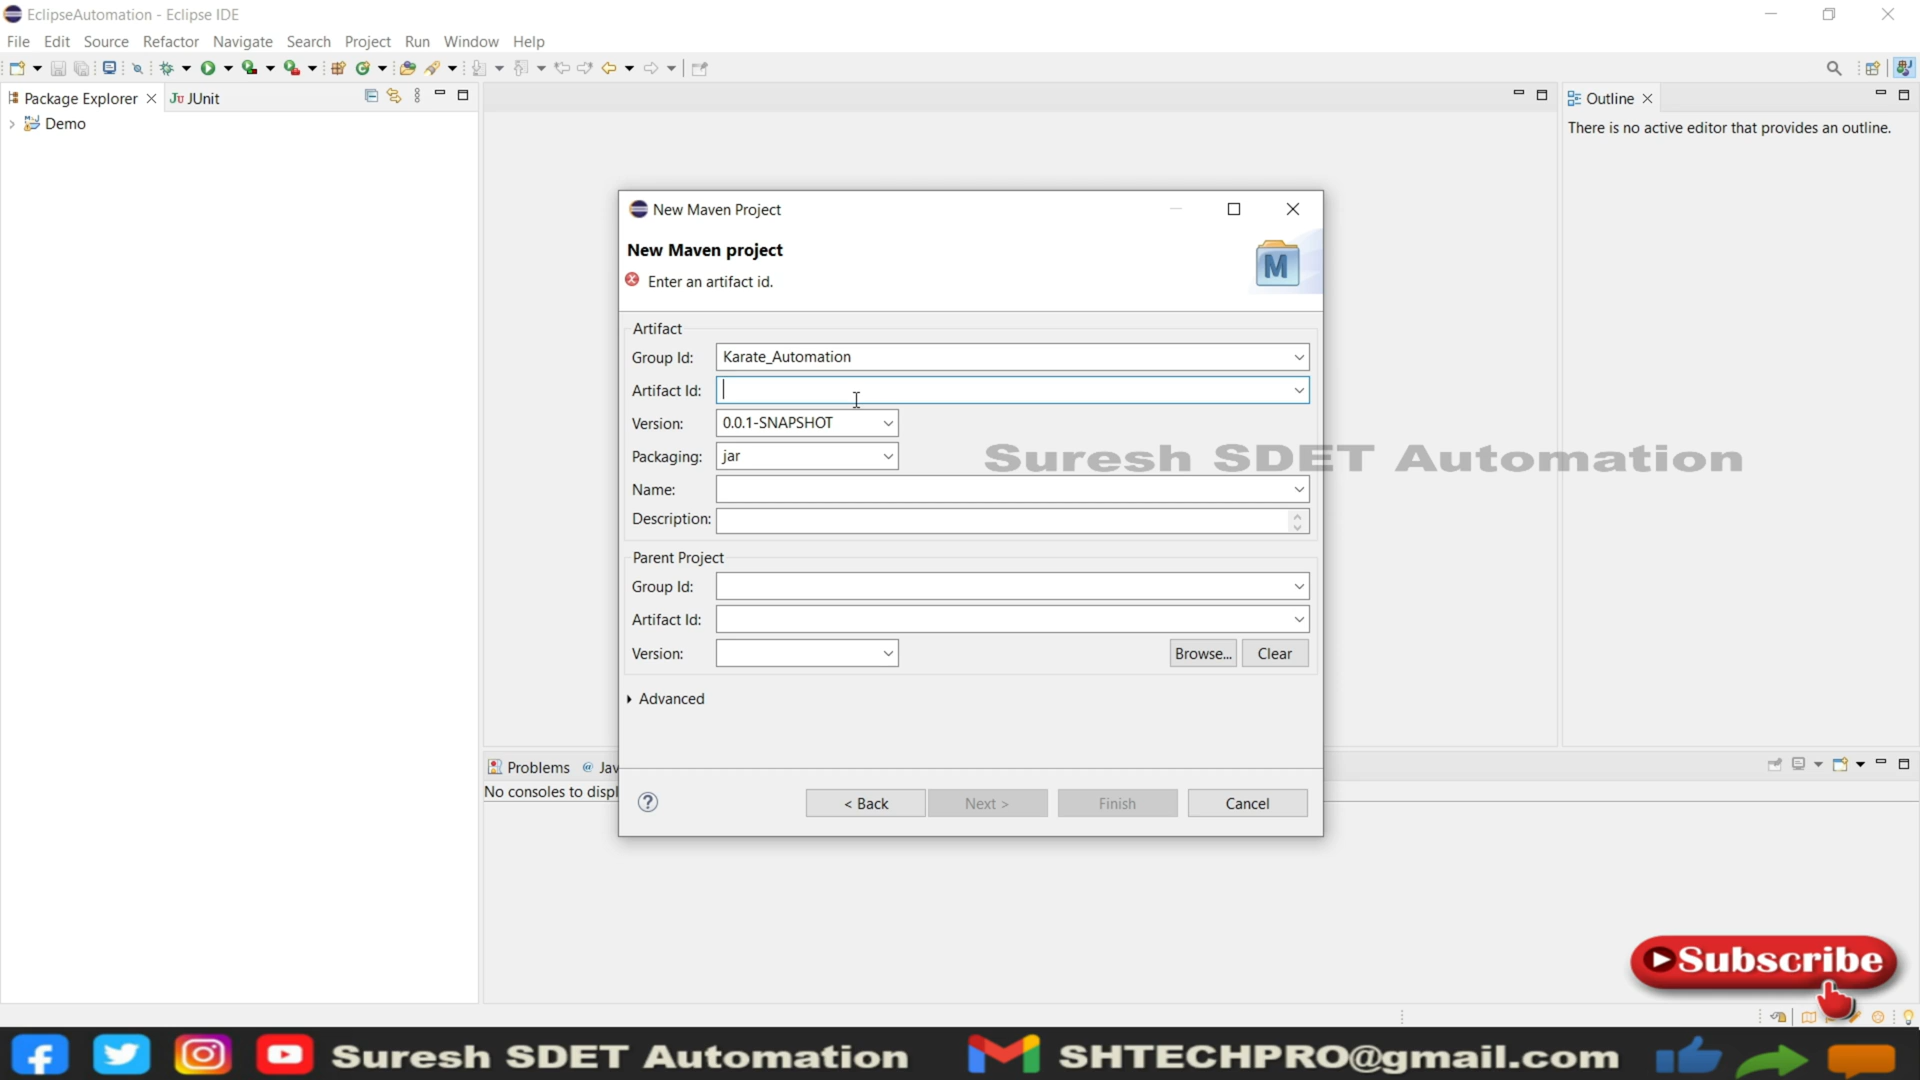 EclipseAutomation - Eclipse IDE
File Edit Source Refactor Navigate Search Project Run Window Help
Package Explorer JUnit
Outline
Demo
There is no active editor that provides an outline.
New Maven Project
New Maven project
Enter an artifact id.
Artifact
Group Id: Karate_Automation
Artifact Id:
Version: 0.0.1-SNAPSHOT
Packaging: jar
Suresh SDET Automation
Name:
Description:
Parent Project
Group Id:
Artifact Id:
Version: Browse... Clear
Advanced
Problems @ Jav
No consoles to displ
< Back Next > Finish Cancel
Subscribe
Suresh SDET Automation SHTECHPRO@gmail.com